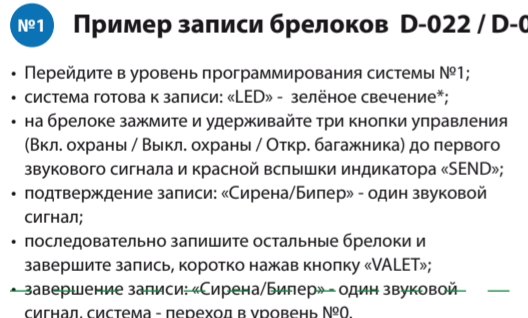 №1 Пример записи брелоков D-022 / D-0
• Перейдите в уровень программирования системы №1;
• система готова к записи: «LED» - зелёное свечение*;
• на брелоке зажмите и удерживайте три кнопки управления
(Вкл. охраны / Выкл. охраны / Откр. багажника) до первого
звукового сигнала и красной вспышки индикатора «SEND»;
• подтверждение записи: «Сирена/Бипер» - один звуковой
сигнал;
• последовательно запишите остальные брелоки и
завершите запись, коротко нажав кнопку «VALET»;
• завершение записи: «Сирена/Бипер» - один звуковой
сигнал, система - переход в уровень №0.